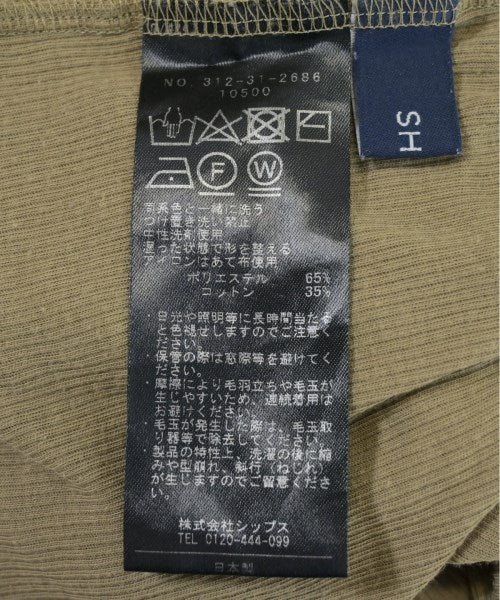 NO. 312-31-2686
10500
F
W
同系色と一緒に洗う
つけ置き洗い禁止
中性洗剤使用
湿った状態で形を整える
アイロンはあて布使用
ポリエステル 65%
コットン 35%
・日光や照明等に長時間当たる
と色褪せしますのでご注意く
ださい。
・保管の際は窓際等を避けてく
ださい。
・摩擦により毛羽立ちや毛玉が
生じやすいため、連続着用は
お避けください。
・毛玉が発生した際は、毛玉取
り器等で除去してください。
・製品の特性上、洗濯の後に縮
みや型崩れ、斜行（ねじれ）
が生じますのでご留意くださ
い。
株式会社シップス
TEL 0120-444-099
日本製
SH